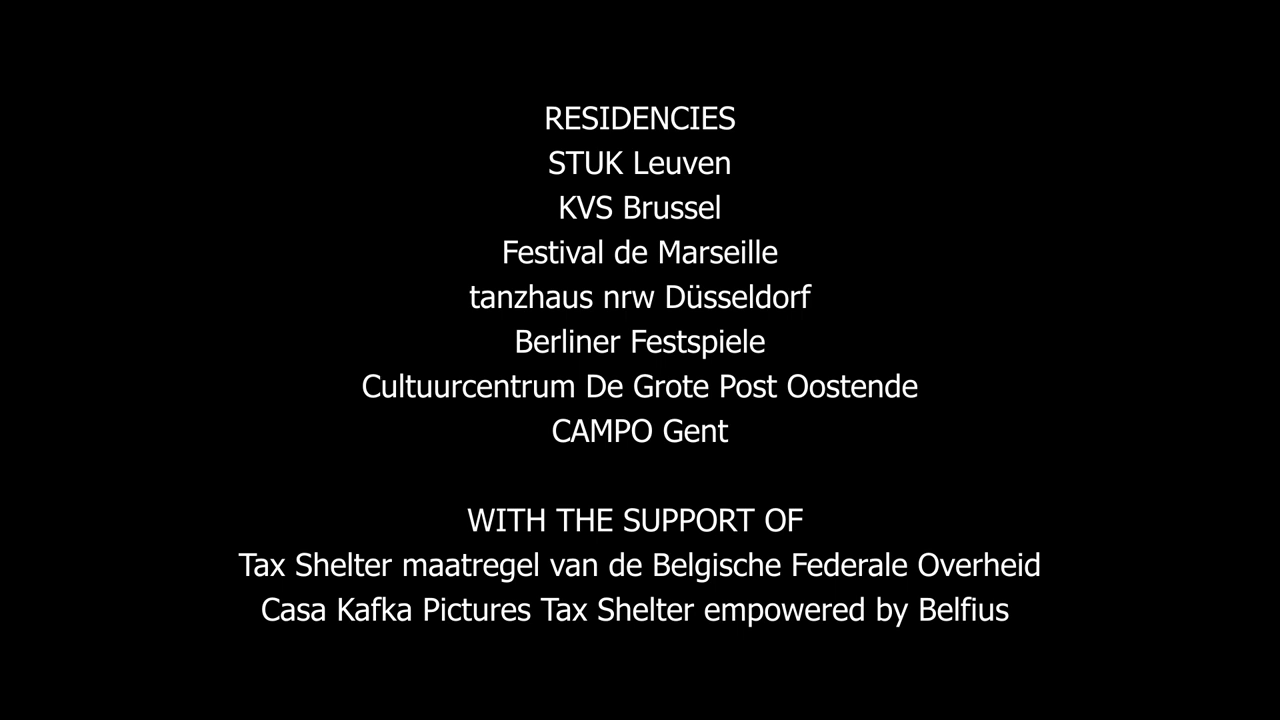 RESIDENCIES
STUK Leuven
KVS Brussel
Festival de Marseille
tanzhaus nrw Düsseldorf
Berliner Festspiele
Cultuurcentrum De Grote Post Oostende
CAMPO Gent
WITH THE SUPPORT OF
Tax Shelter maatregel van de Belgische Federale Overheid
Casa Kafka Pictures Tax Shelter empowered by Belfius